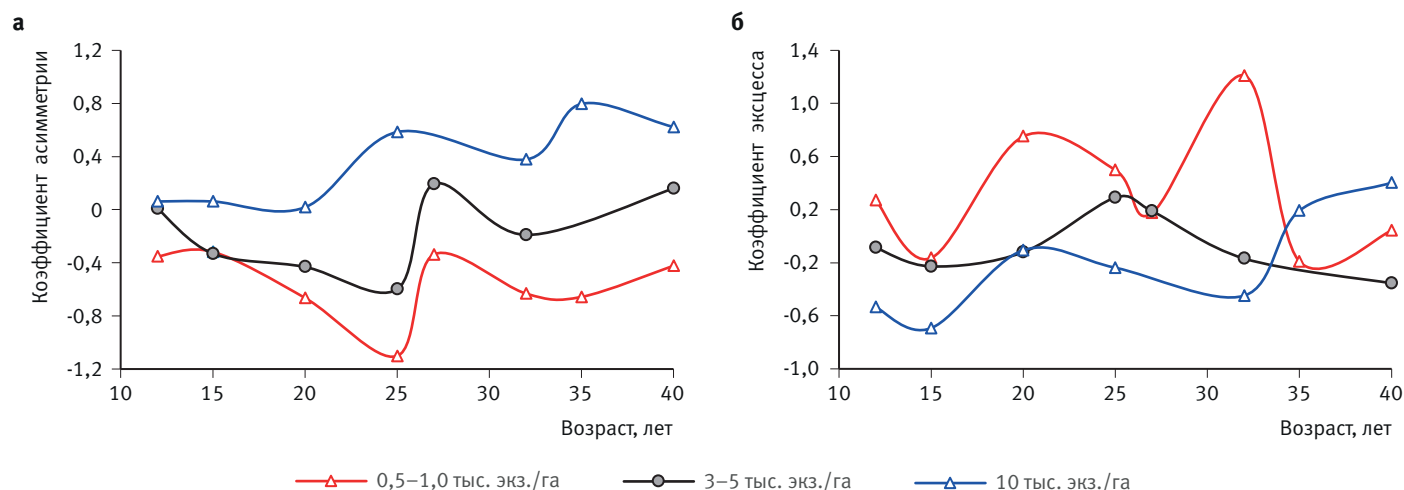 а
Коэффициент асимметрии
1,2
0,8
0,4
0
-0,4
-0,8
-1,2
10 15 20 25 30 35 40
Возраст, лет
б
Коэффициент эксцесса
1,4
1,0
0,6
0,2
-0,2
-0,6
-1,0
10 15 20 25 30 35 40
Возраст, лет
0,5–1,0 тыс. экз./га 3–5 тыс. экз./га 10 тыс. экз./га